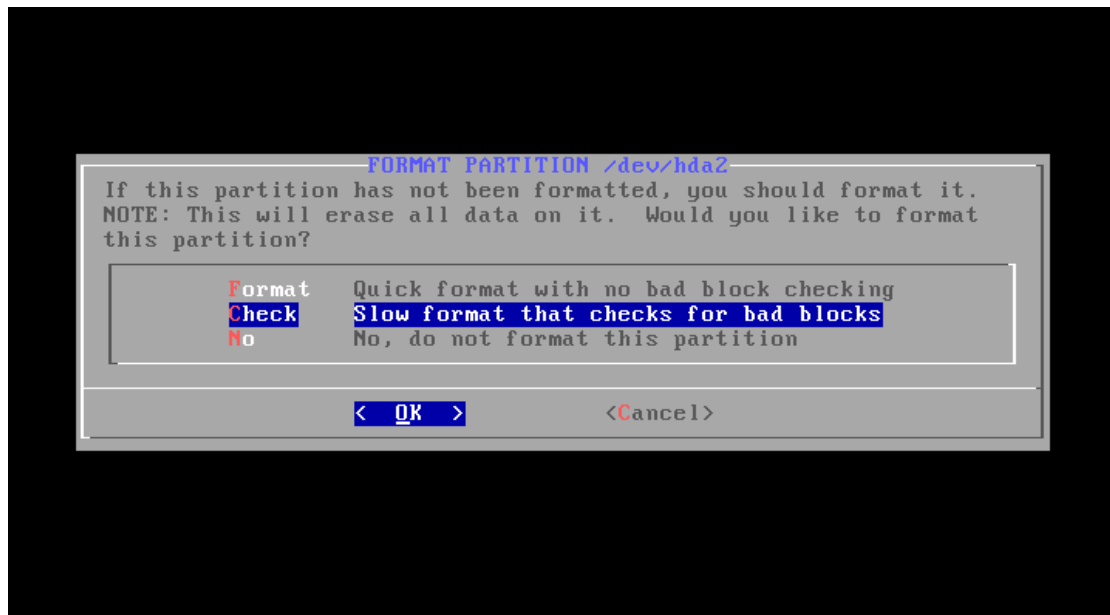 FORMAT PARTITION /dev/hda2
If this partition has not been formatted, you should format it.
NOTE: This will erase all data on it.  Would you like to format
this partition?
Format   Quick format with no bad block checking
Check    Slow format that checks for bad blocks
No       No, do not format this partition
<  OK  >          <Cancel>